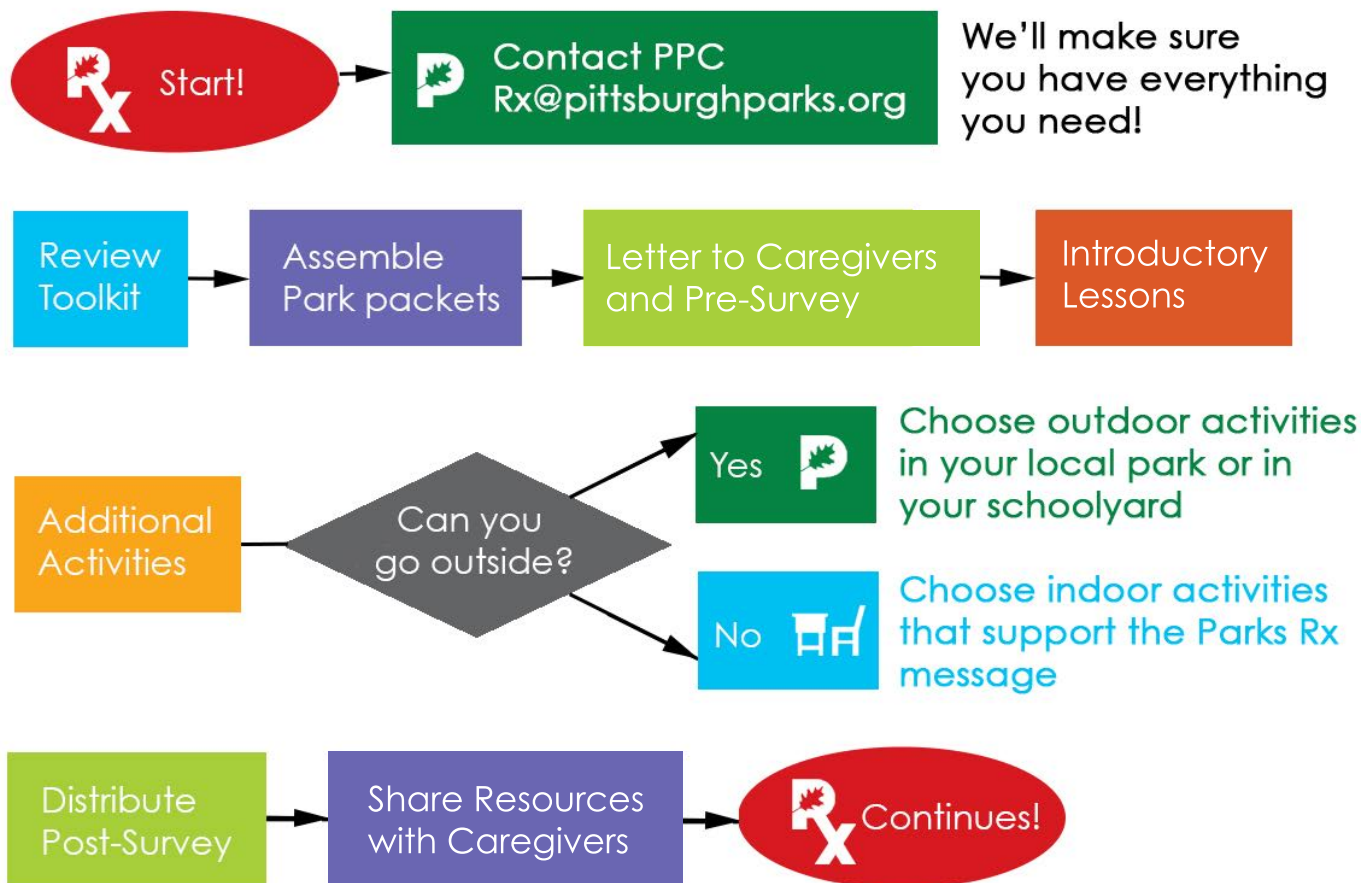 Rx Start!
P Contact PPC
Rx@pittsburghparks.org
We'll make sure
you have everything
you need!
Review
Toolkit
Assemble
Park packets
Letter to Caregivers
and Pre-Survey
Introductory
Lessons
Additional
Activities
Can you
go outside?
Yes P
Choose outdoor activities
in your local park or in
your schoolyard
No
Choose indoor activities
that support the Parks Rx
message
Distribute
Post-Survey
Share Resources
with Caregivers
Rx Continues!